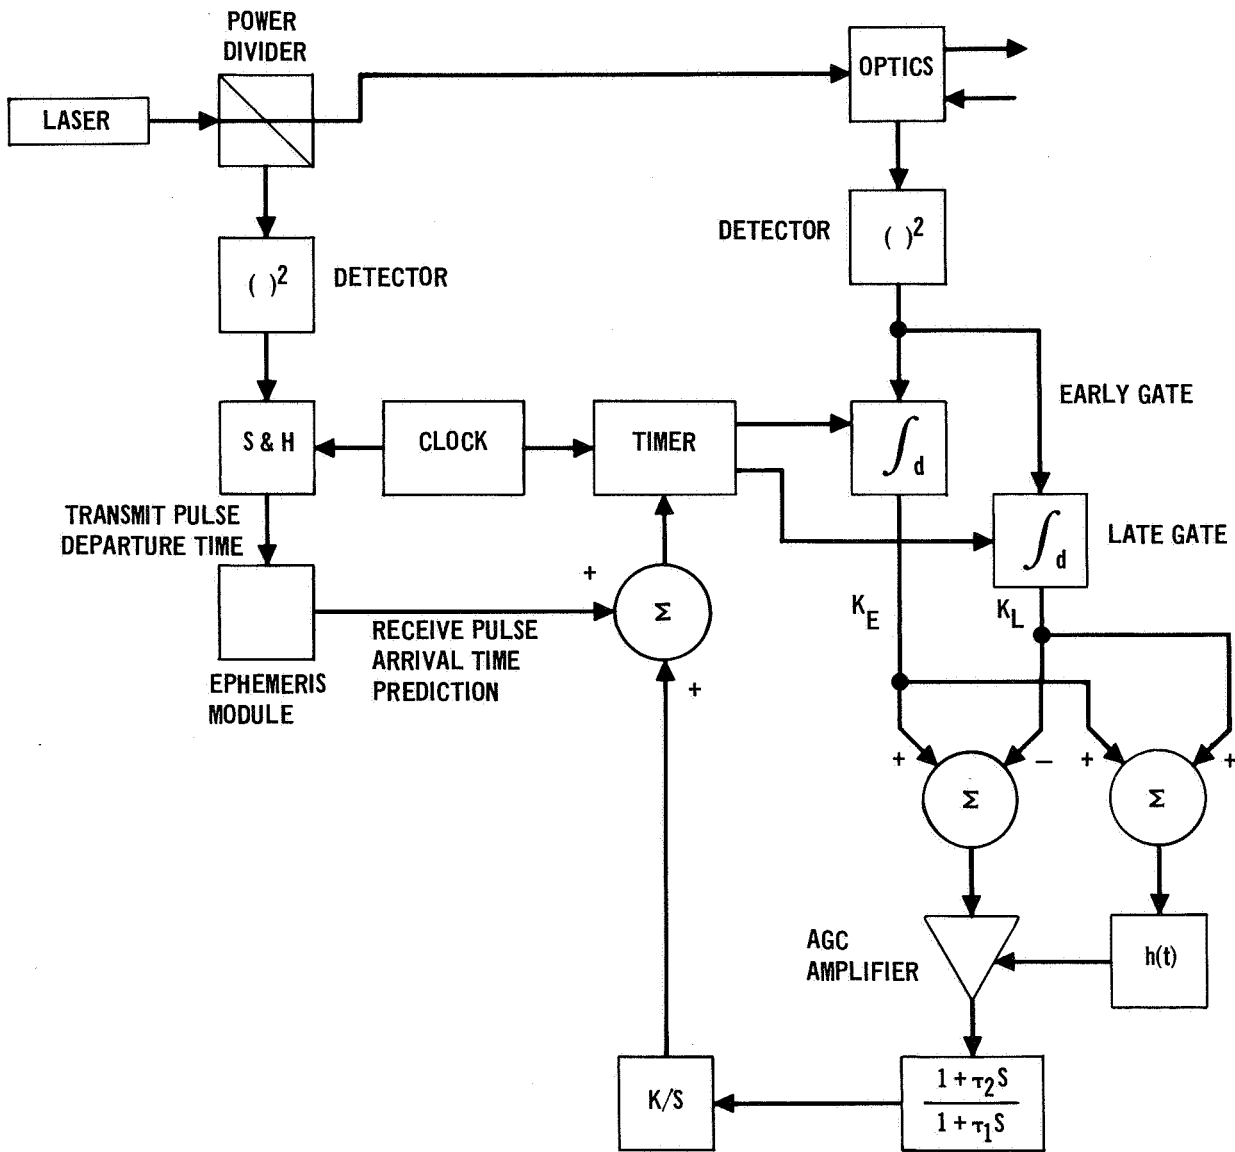 POWER
DIVIDER
LASER
OPTICS
DETECTOR
( )²
( )²
DETECTOR
EARLY GATE
S & H
CLOCK
TIMER
∫d
TRANSMIT PULSE
DEPARTURE TIME
∫d
LATE GATE
+
Σ
KE
KL
RECEIVE PULSE
ARRIVAL TIME
PREDICTION
+
EPHEMERIS
MODULE
+ − + +
Σ
Σ
AGC
AMPLIFIER
h(t)
K/S
1 + τ2S
1 + τ1S